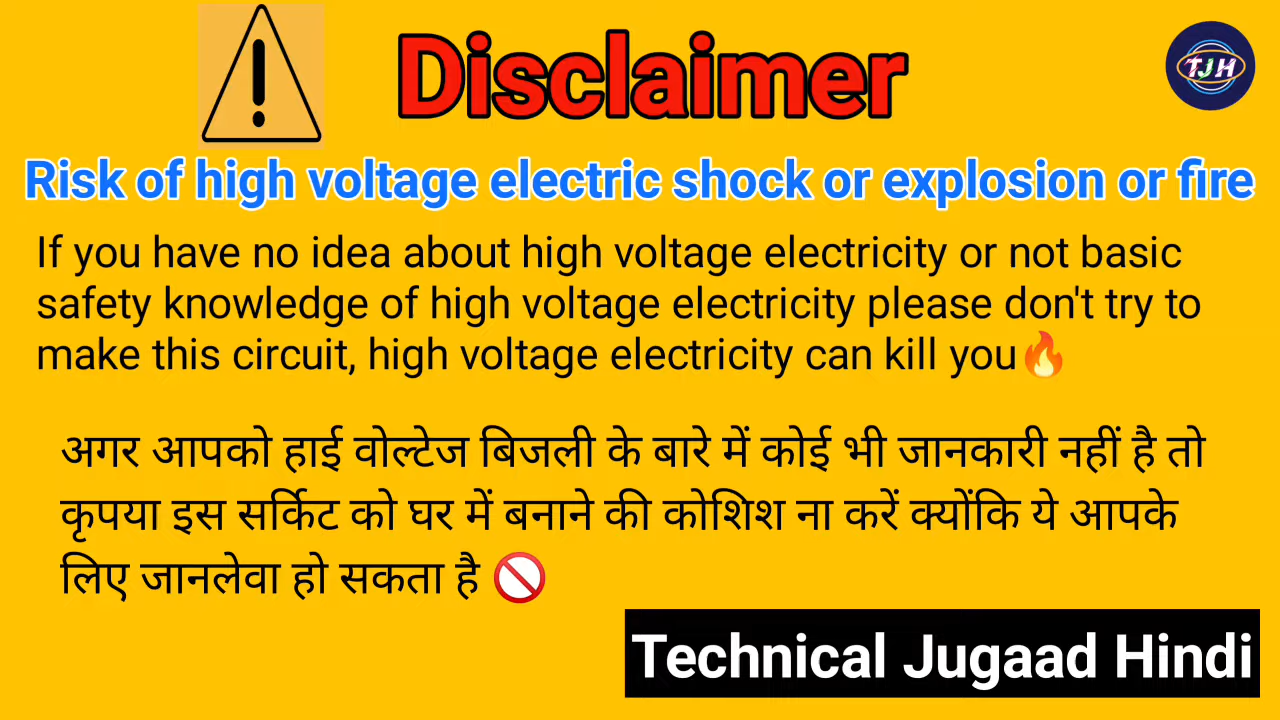 Disclaimer
TJH
Risk of high voltage electric shock or explosion or fire
If you have no idea about high voltage electricity or not basic
safety knowledge of high voltage electricity please don't try to
make this circuit, high voltage electricity can kill you🔥
अगर आपको हाई वोल्टेज बिजली के बारे में कोई भी जानकारी नहीं है तो
कृपया इस सर्किट को घर में बनाने की कोशिश ना करें क्योंकि ये आपके
लिए जानलेवा हो सकता है 🚫
Technical Jugaad Hindi